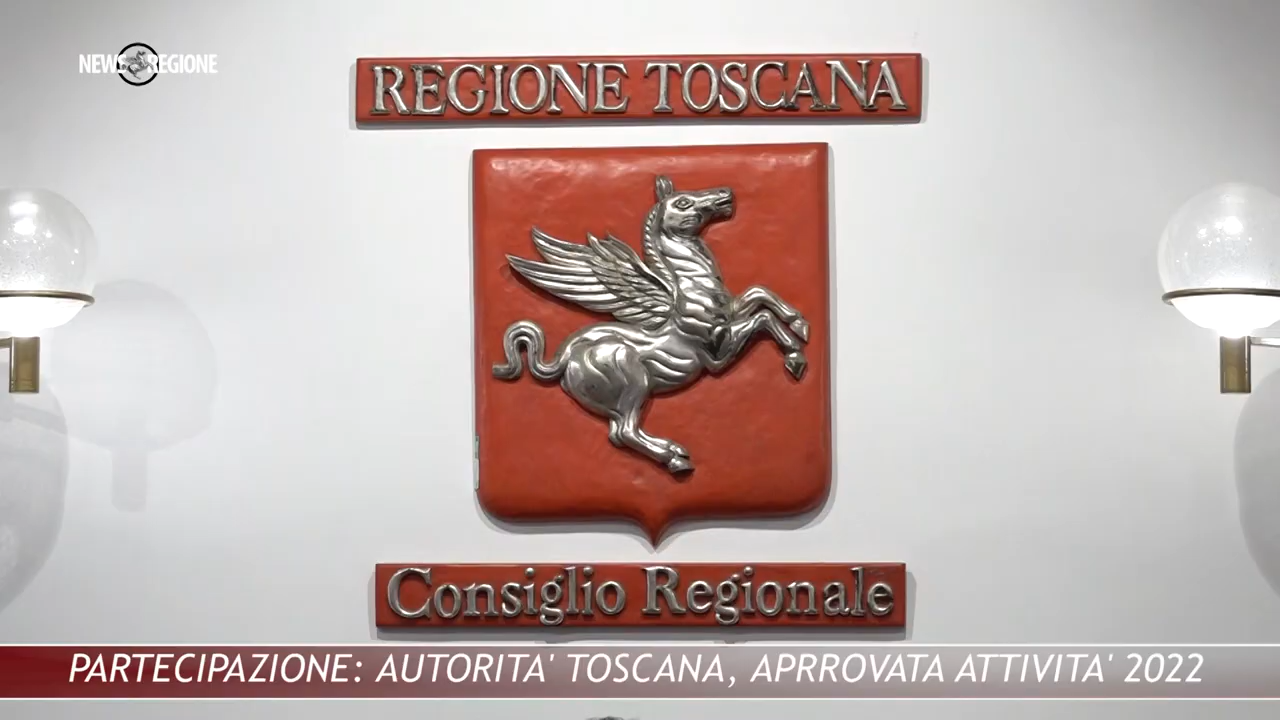 NEWS REGIONE
REGIONE TOSCANA
Consiglio Regionale
PARTECIPAZIONE: AUTORITA' TOSCANA, APRROVATA ATTIVITA' 2022